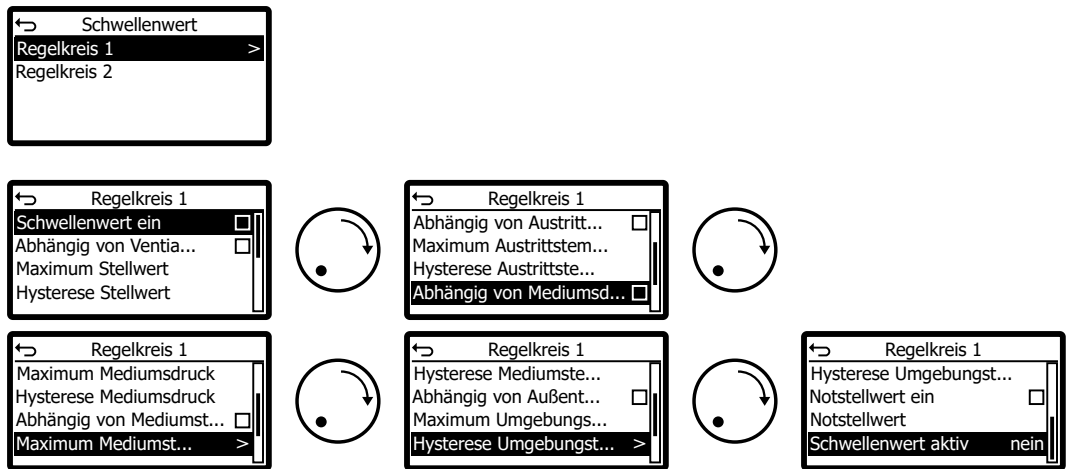 Schwellenwert
Regelkreis 1 >
Regelkreis 2
Regelkreis 1
Schwellenwert ein
Abhängig von Ventia...
Maximum Stellwert
Hysterese Stellwert
Regelkreis 1
Abhängig von Austritt...
Maximum Austrittstem...
Hysterese Austrittste...
Abhängig von Mediumsd...
Regelkreis 1
Maximum Mediumsdruck
Hysterese Mediumsdruck
Abhängig von Mediumst...
Maximum Mediumst... >
Regelkreis 1
Hysterese Mediumste...
Abhängig von Außent...
Maximum Umgebungs...
Hysterese Umgebungst... >
Regelkreis 1
Hysterese Umgebungst...
Notstellwert ein
Notstellwert
Schwellenwert aktiv nein